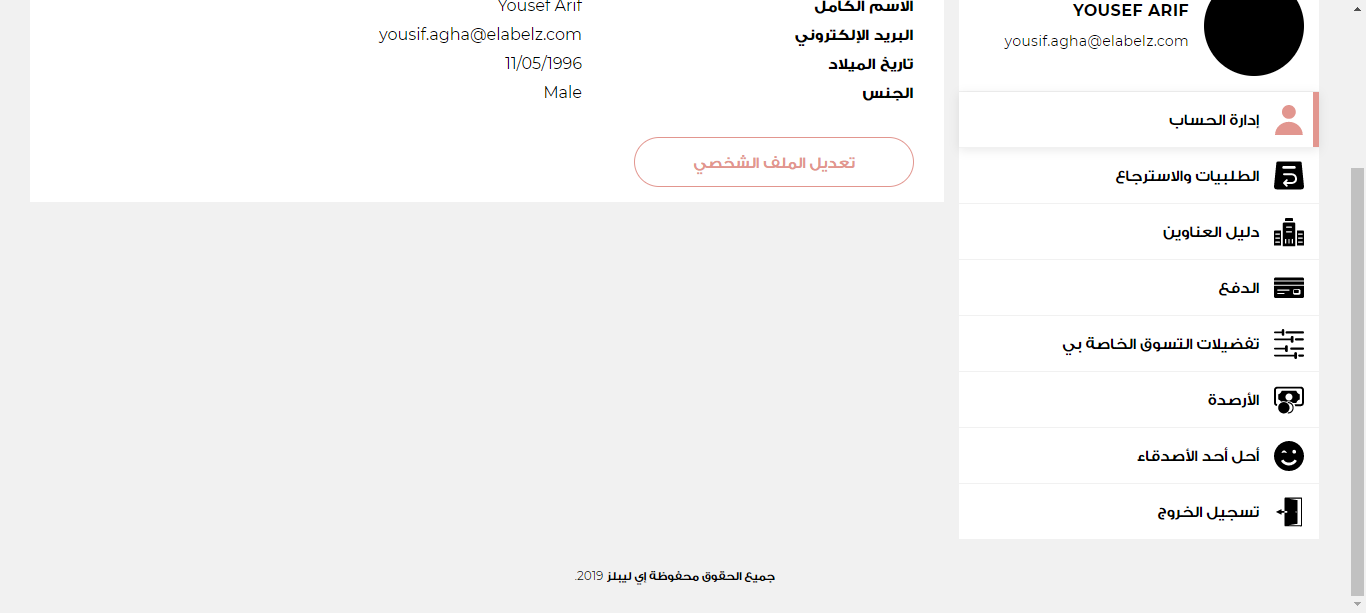 YOUSEF ARIF
yousif.agha@elabelz.com
إدارة الحساب
الطلبيات والاسترجاع
دليل العناوين
الدفع
تفضيلات التسوق الخاصة بي
الأرصدة
أحل أحد الأصدقاء
تسجيل الخروج
الاسم الكامل Yousef Arif
البريد الإلكتروني yousif.agha@elabelz.com
تاريخ الميلاد 11/05/1996
الجنس Male
تعديل الملف الشخصي
جميع الحقوق محفوظة إي ليبلز 2019.